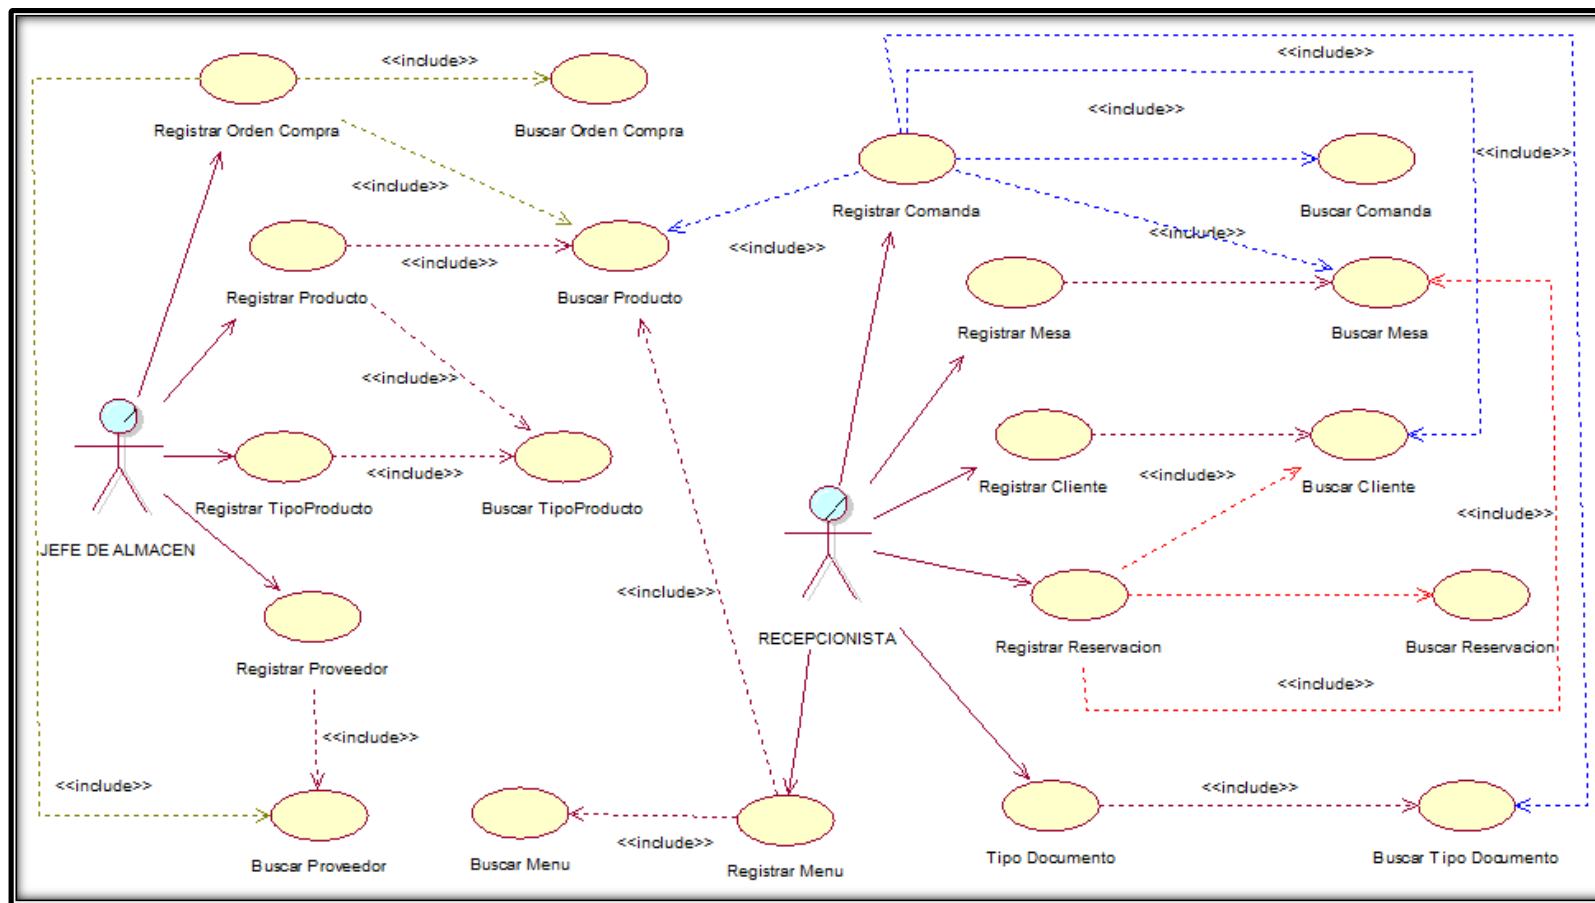 <<include>>
<<include>>
Registrar Orden Compra
Buscar Orden Compra
<<include>>
<<include>>
<<include>>
Registrar Comanda
Buscar Comanda
<<include>>
<<include>>
<<include>>
Registrar Producto
Buscar Producto
Registrar Mesa
Buscar Mesa
<<include>>
<<include>>
<<include>>
Registrar TipoProducto
Buscar TipoProducto
Registrar Cliente
Buscar Cliente
<<include>>
JEFE DE ALMACEN
<<include>>
RECEPCIONISTA
Registrar Reservacion
Buscar Reservacion
Registrar Proveedor
<<include>>
<<include>>
<<include>>
<<include>>
<<include>>
Buscar Proveedor
Buscar Menu
Registrar Menu
Tipo Documento
Buscar Tipo Documento